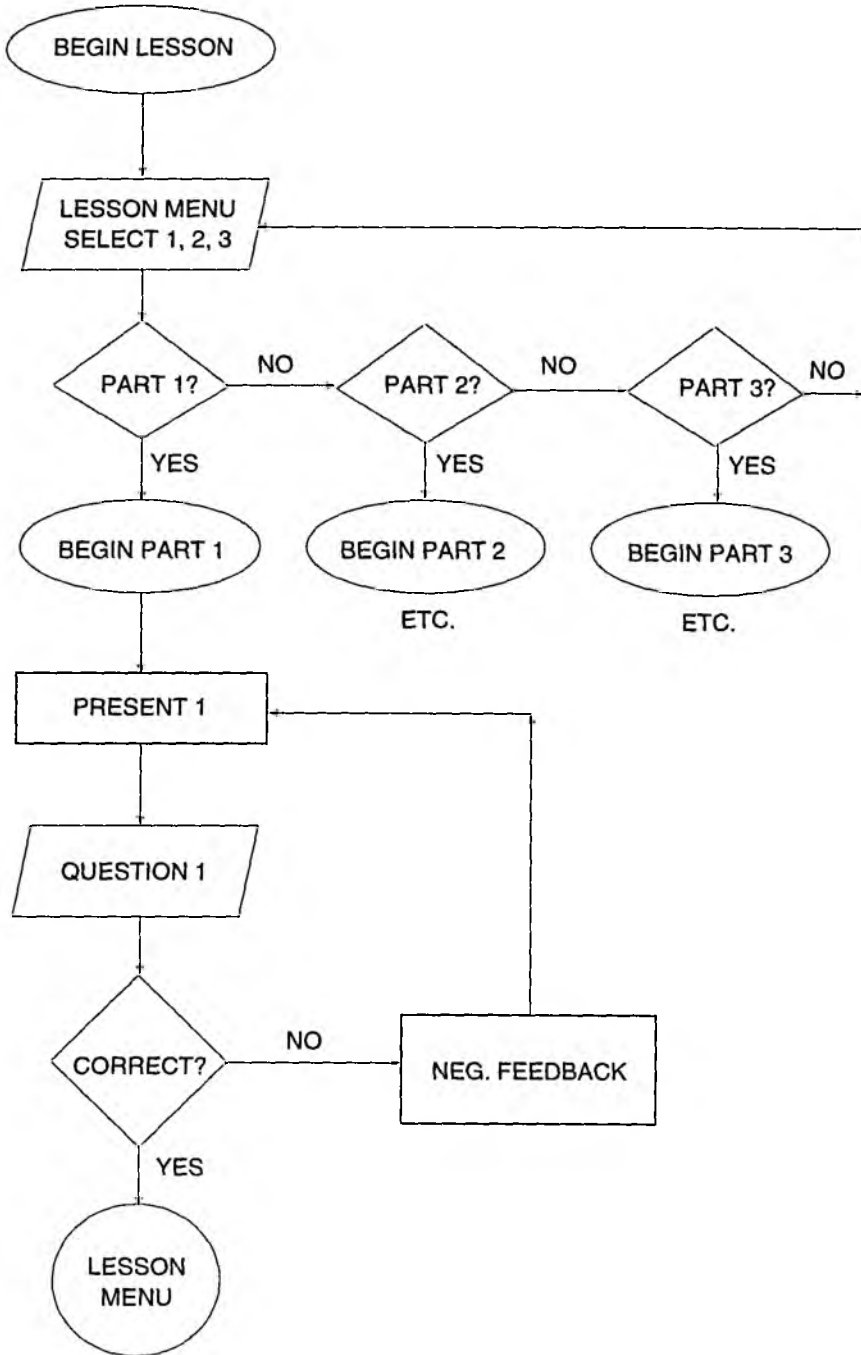 BEGIN LESSON
LESSON MENU
SELECT 1, 2, 3
PART 1?
NO
PART 2?
NO
PART 3?
NO
YES
YES
YES
BEGIN PART 1
BEGIN PART 2
BEGIN PART 3
ETC.
ETC.
PRESENT 1
QUESTION 1
CORRECT?
NO
NEG. FEEDBACK
YES
LESSON
MENU